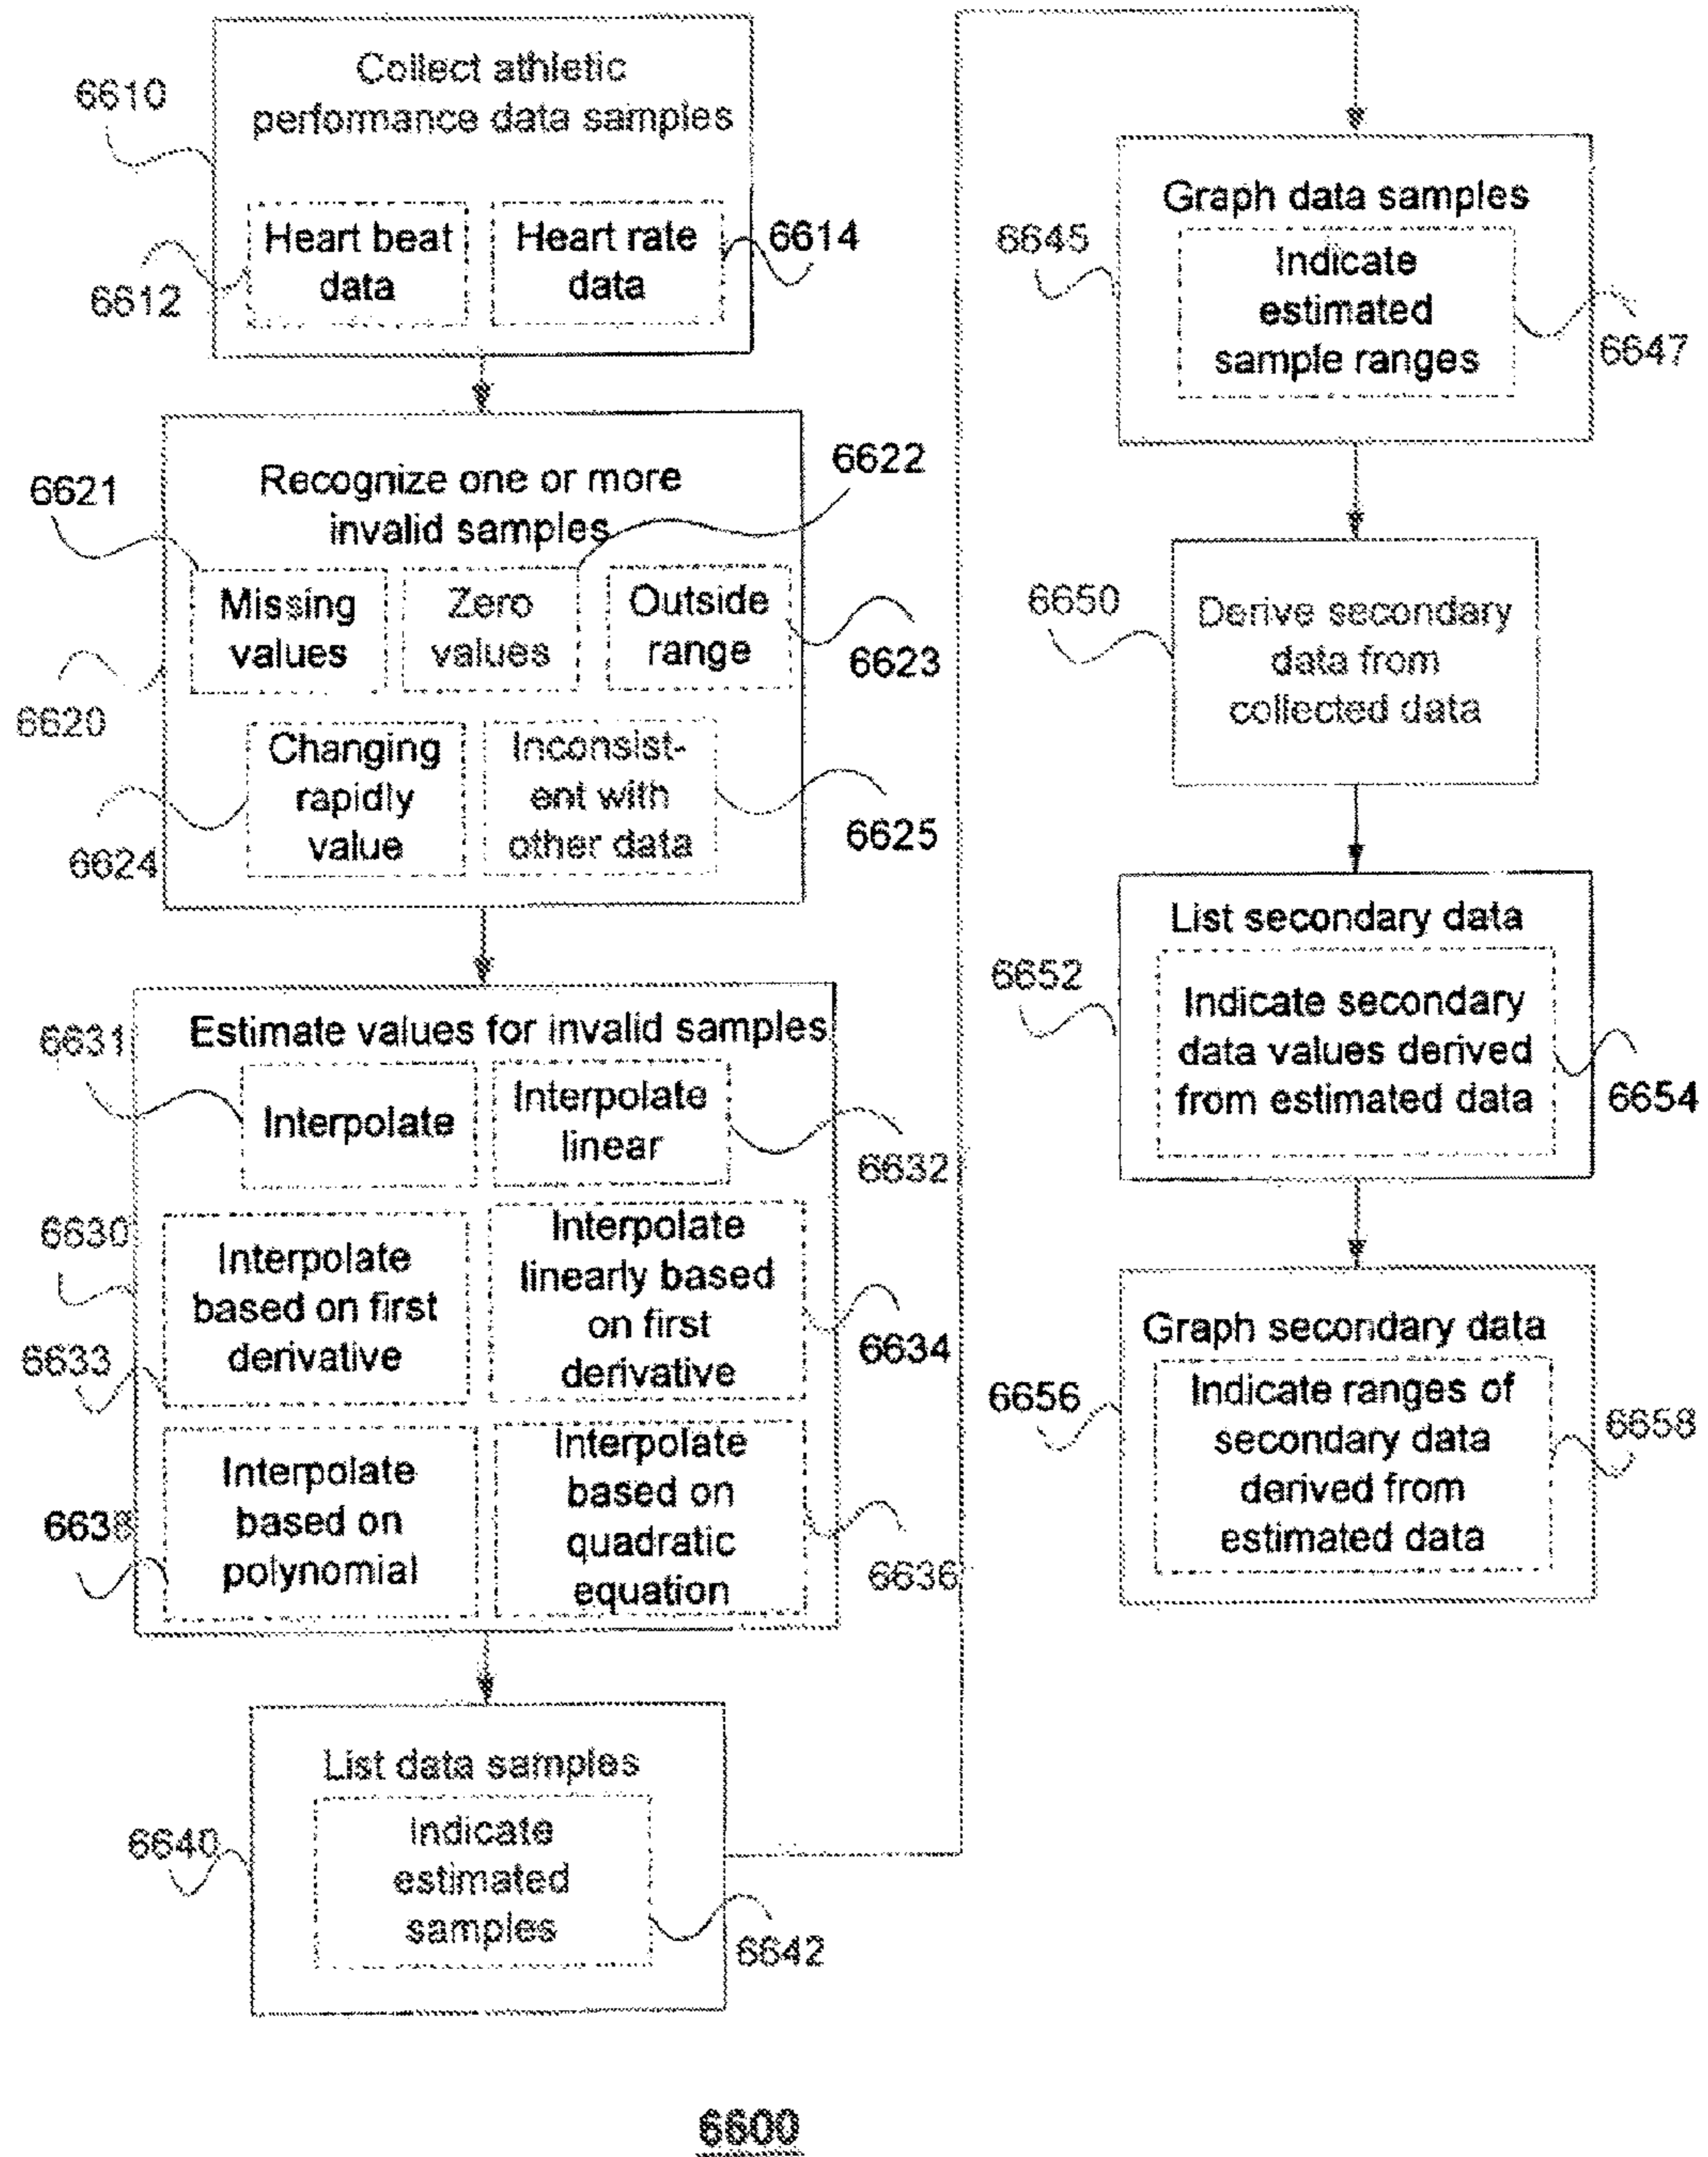 Collect athletic
performance data samples
6610
Heart beat
data
Heart rate
data
6612
6614
Recognize one or more
invalid samples
6621
6622
Missing
values
Zero
values
Outside
range
6623
6620
Changing
rapidly
value
Inconsist-
ent with
other data
6624
6625
Estimate values for invalid samples
6631
Interpolate
Interpolate
linear
6632
6630
Interpolate
based on first
derivative
Interpolate
linearly based
on first
derivative
6633
6634
Interpolate
based on
polynomial
Interpolate
based on
quadratic
equation
6638
6636
List data samples
Indicate
estimated
samples
6640
6642
Graph data samples
6645
Indicate
estimated
sample ranges
6647
6650
Derive secondary
data from
collected data
List secondary data
6652
Indicate secondary
data values derived
from estimated data
6654
Graph secondary data
6656
Indicate ranges of
secondary data
derived from
estimated data
6658
6600